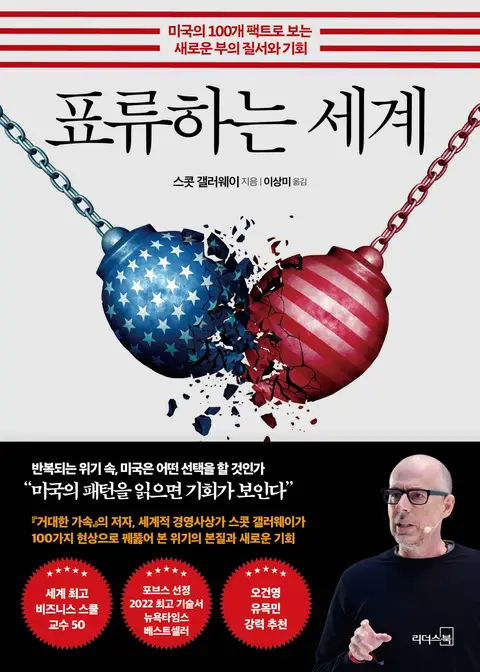 미국의 100개 팩트로 보는
새로운 부의 질서와 기회
표류하는 세계
스콧 갤러웨이 지음 | 이상미 옮김
반복되는 위기 속, 미국은 어떤 선택을 할 것인가
“미국의 패턴을 읽으면 기회가 보인다”
『거대한 가속』의 저자, 세계적 경영사상가 스콧 갤러웨이가
100가지 현상으로 꿰뚫어 본 위기의 본질과 새로운 기회
세계 최고
비즈니스 스쿨
교수 50
포브스 선정
2022 최고 기술서
뉴욕타임스
베스트셀러
오건영
유목민
강력 추천
리더스북